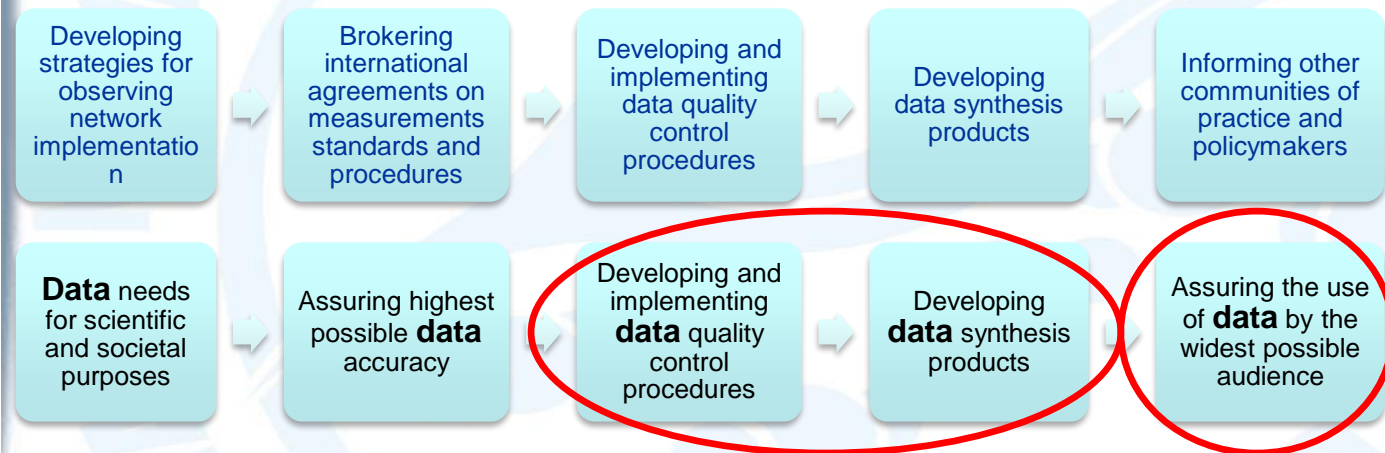 Developing
strategies for
observing
network
implementatio
n
Brokering
international
agreements on
measurements
standards and
procedures
Developing and
implementing
data quality
control
procedures
Developing
data synthesis
products
Informing other
communities of
practice and
policymakers
Data needs
for scientific
and societal
purposes
Assuring highest
possible data
accuracy
Developing and
implementing
data quality
control
procedures
Developing
data synthesis
products
Assuring the use
of data by the
widest possible
audience